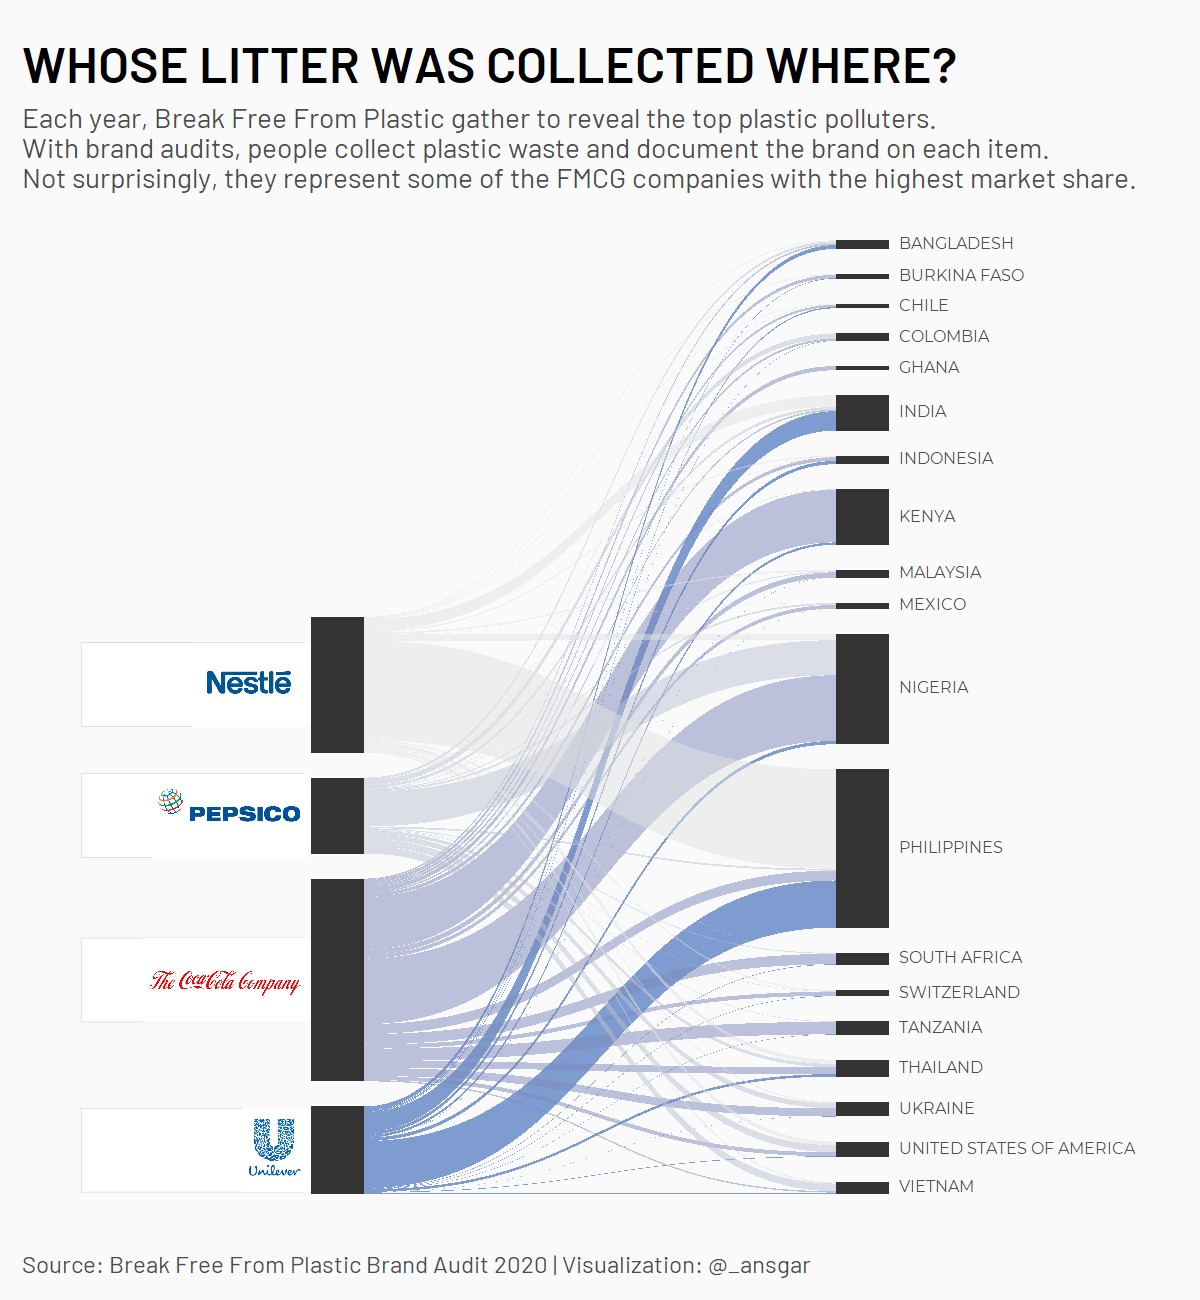 WHOSE LITTER WAS COLLECTED WHERE?
Each year, Break Free From Plastic gather to reveal the top plastic polluters.
With brand audits, people collect plastic waste and document the brand on each item.
Not surprisingly, they represent some of the FMCG companies with the highest market share.
Nestlé
PEPSICO
The Coca-Cola Company
Unilever
BANGLADESH
BURKINA FASO
CHILE
COLOMBIA
GHANA
INDIA
INDONESIA
KENYA
MALAYSIA
MEXICO
NIGERIA
PHILIPPINES
SOUTH AFRICA
SWITZERLAND
TANZANIA
THAILAND
UKRAINE
UNITED STATES OF AMERICA
VIETNAM
Source: Break Free From Plastic Brand Audit 2020 | Visualization: @_ansgar